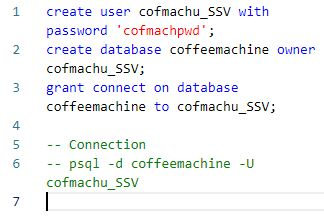 1 create user cofmachu_SSV with
password 'cofmachpwd';
2 create database coffeemachine owner
cofmachu_SSV;
3 grant connect on database
coffeemachine to cofmachu_SSV;
4
5 -- Connection
6 -- psql -d coffeemachine -U
cofmachu_SSV
7